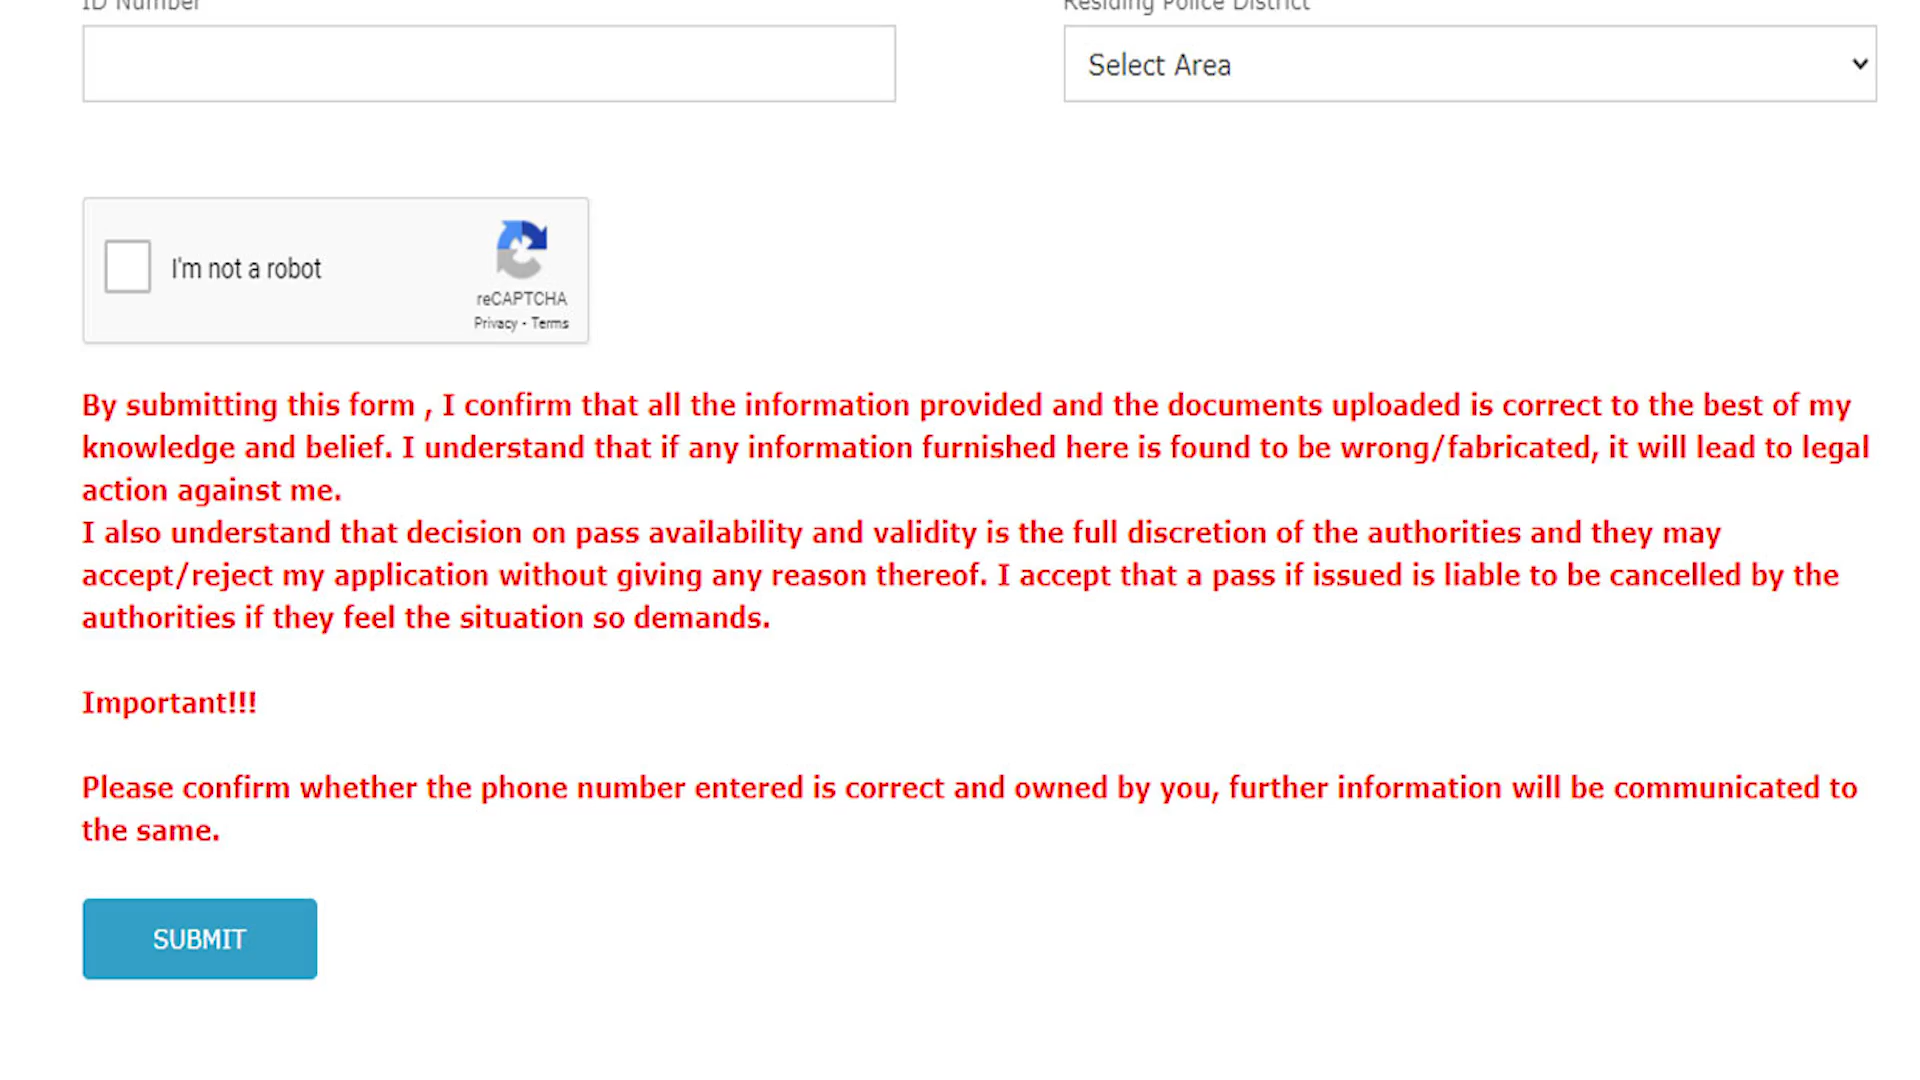 ID Number
Residing Police District
Select Area
I'm not a robot
reCAPTCHA
Privacy - Terms
By submitting this form , I confirm that all the information provided and the documents uploaded is correct to the best of my
knowledge and belief. I understand that if any information furnished here is found to be wrong/fabricated, it will lead to legal
action against me.
I also understand that decision on pass availability and validity is the full discretion of the authorities and they may
accept/reject my application without giving any reason thereof. I accept that a pass if issued is liable to be cancelled by the
authorities if they feel the situation so demands.
Important!!!
Please confirm whether the phone number entered is correct and owned by you, further information will be communicated to
the same.
SUBMIT